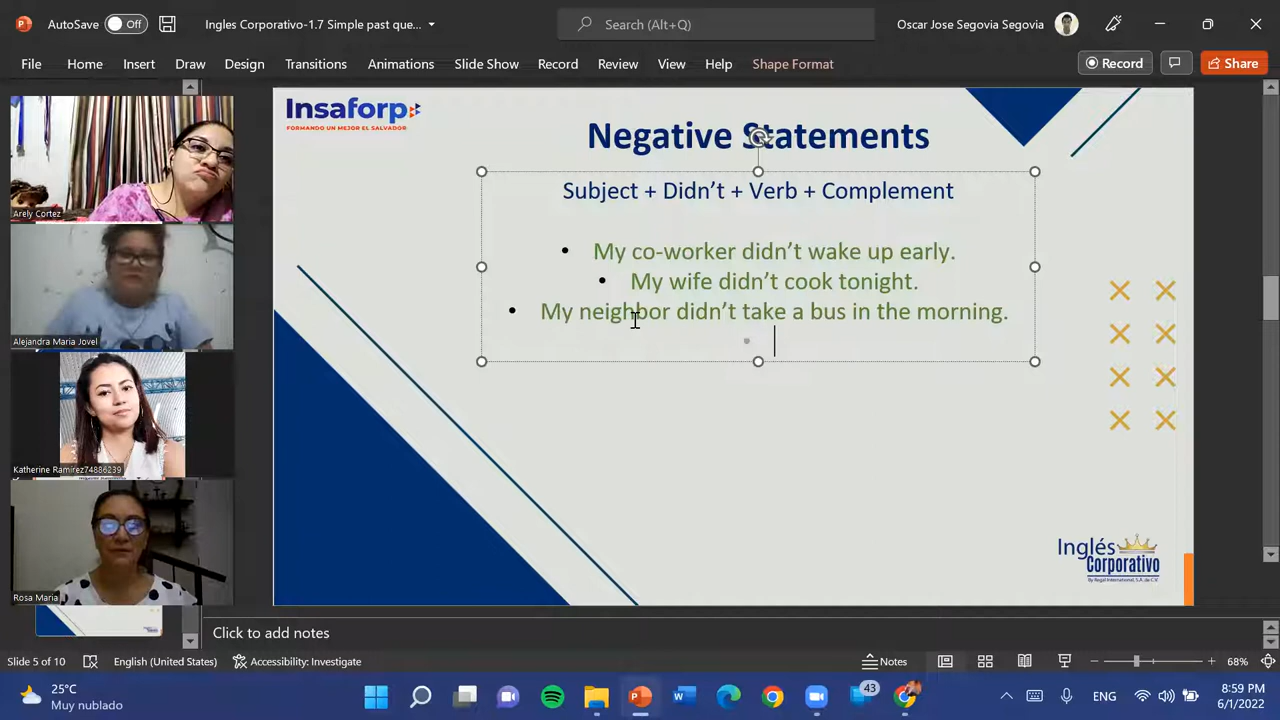 AutoSave Off Ingles Corporativo-1.7 Simple past que... Search (Alt+Q) Oscar Jose Segovia Segovia
File Home Insert Draw Design Transitions Animations Slide Show Record Review View Help Shape Format Record Share
Insaforp
FORMANDO UN MEJOR EL SALVADOR
Negative Statements
Subject + Didn't + Verb + Complement
• My co-worker didn't wake up early.
• My wife didn't cook tonight.
• My neighbor didn't take a bus in the morning.
•
Arely Cortez
Alejandra Maria Jovel
Katherine Ramirez74886239
Rosa Maria
Inglés
Corporativo
By Regal International, S.A. de C.V.
Click to add notes
Slide 5 of 10 English (United States) Accessibility: Investigate Notes 68%
25°C
Muy nublado
43
ENG
8:59 PM
6/1/2022